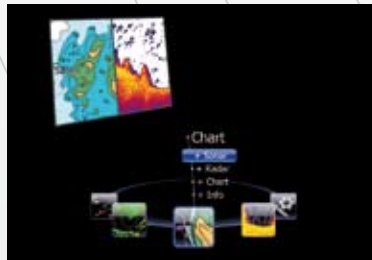 Chart
+ Sonar
+ Radar
+ Chart
+ Info